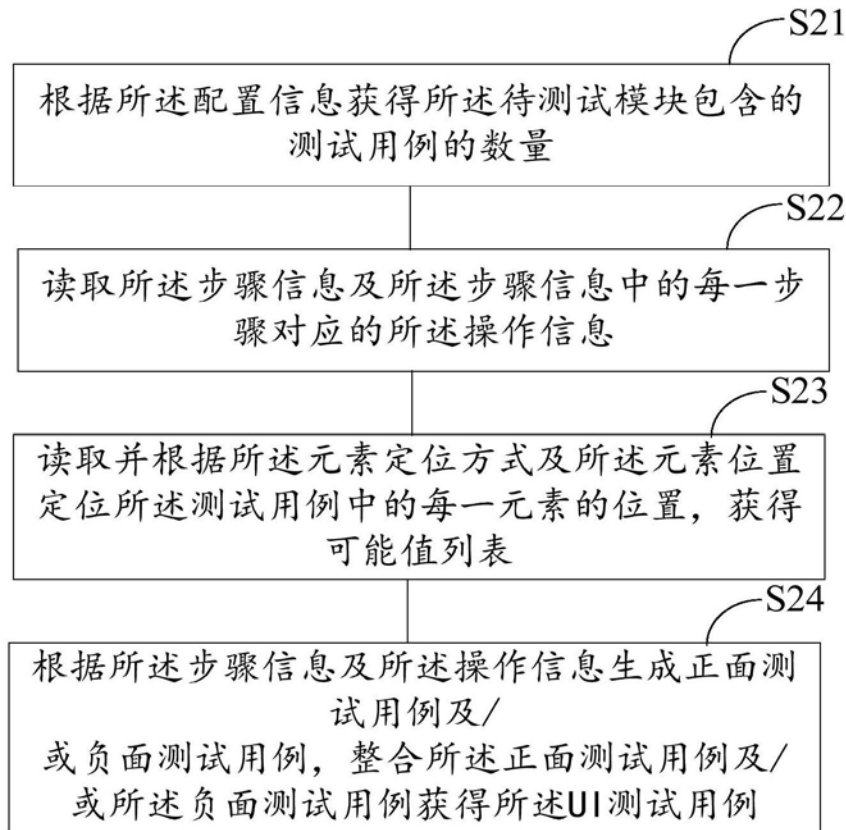 S21
根据所述配置信息获得所述待测试模块包含的
测试用例的数量
S22
读取所述步骤信息及所述步骤信息中的每一步
骤对应的所述操作信息
S23
读取并根据所述元素定位方式及所述元素位置
定位所述测试用例中的每一元素的位置，获得
可能值列表
S24
根据所述步骤信息及所述操作信息生成正面测
试用例及/
或负面测试用例，整合所述正面测试用例及/
或所述负面测试用例获得所述UI测试用例